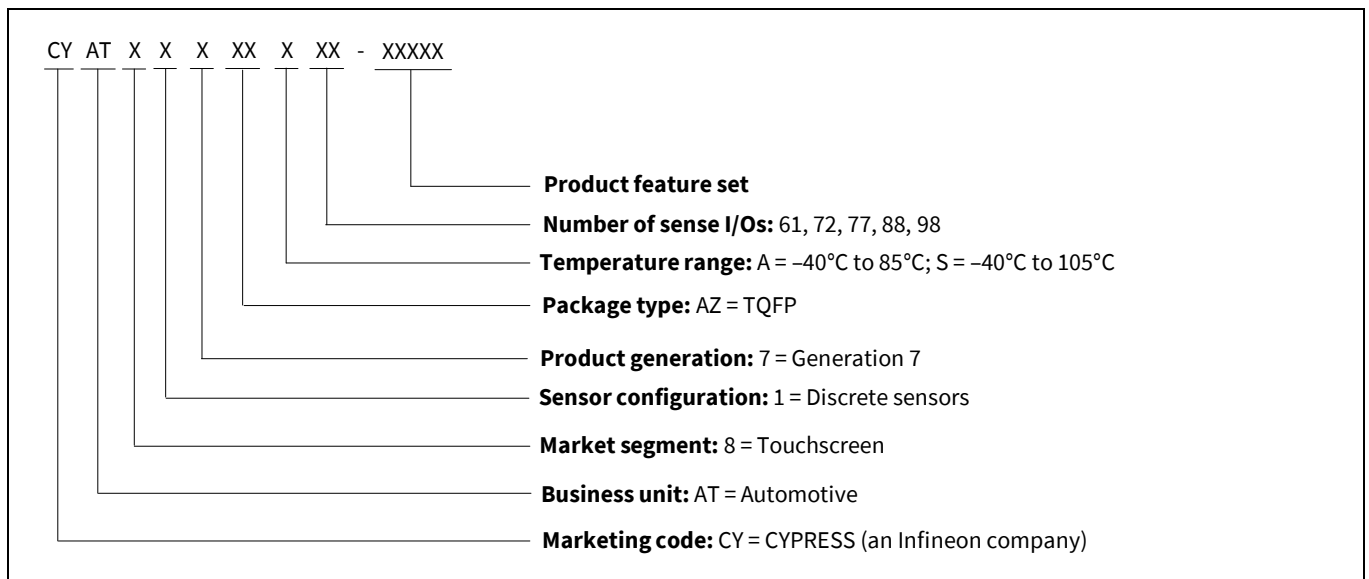 CY AT X X X XX X XX - XXXXX
Product feature set
Number of sense I/Os: 61, 72, 77, 88, 98
Temperature range: A = –40°C to 85°C; S = –40°C to 105°C
Package type: AZ = TQFP
Product generation: 7 = Generation 7
Sensor configuration: 1 = Discrete sensors
Market segment: 8 = Touchscreen
Business unit: AT = Automotive
Marketing code: CY = CYPRESS (an Infineon company)